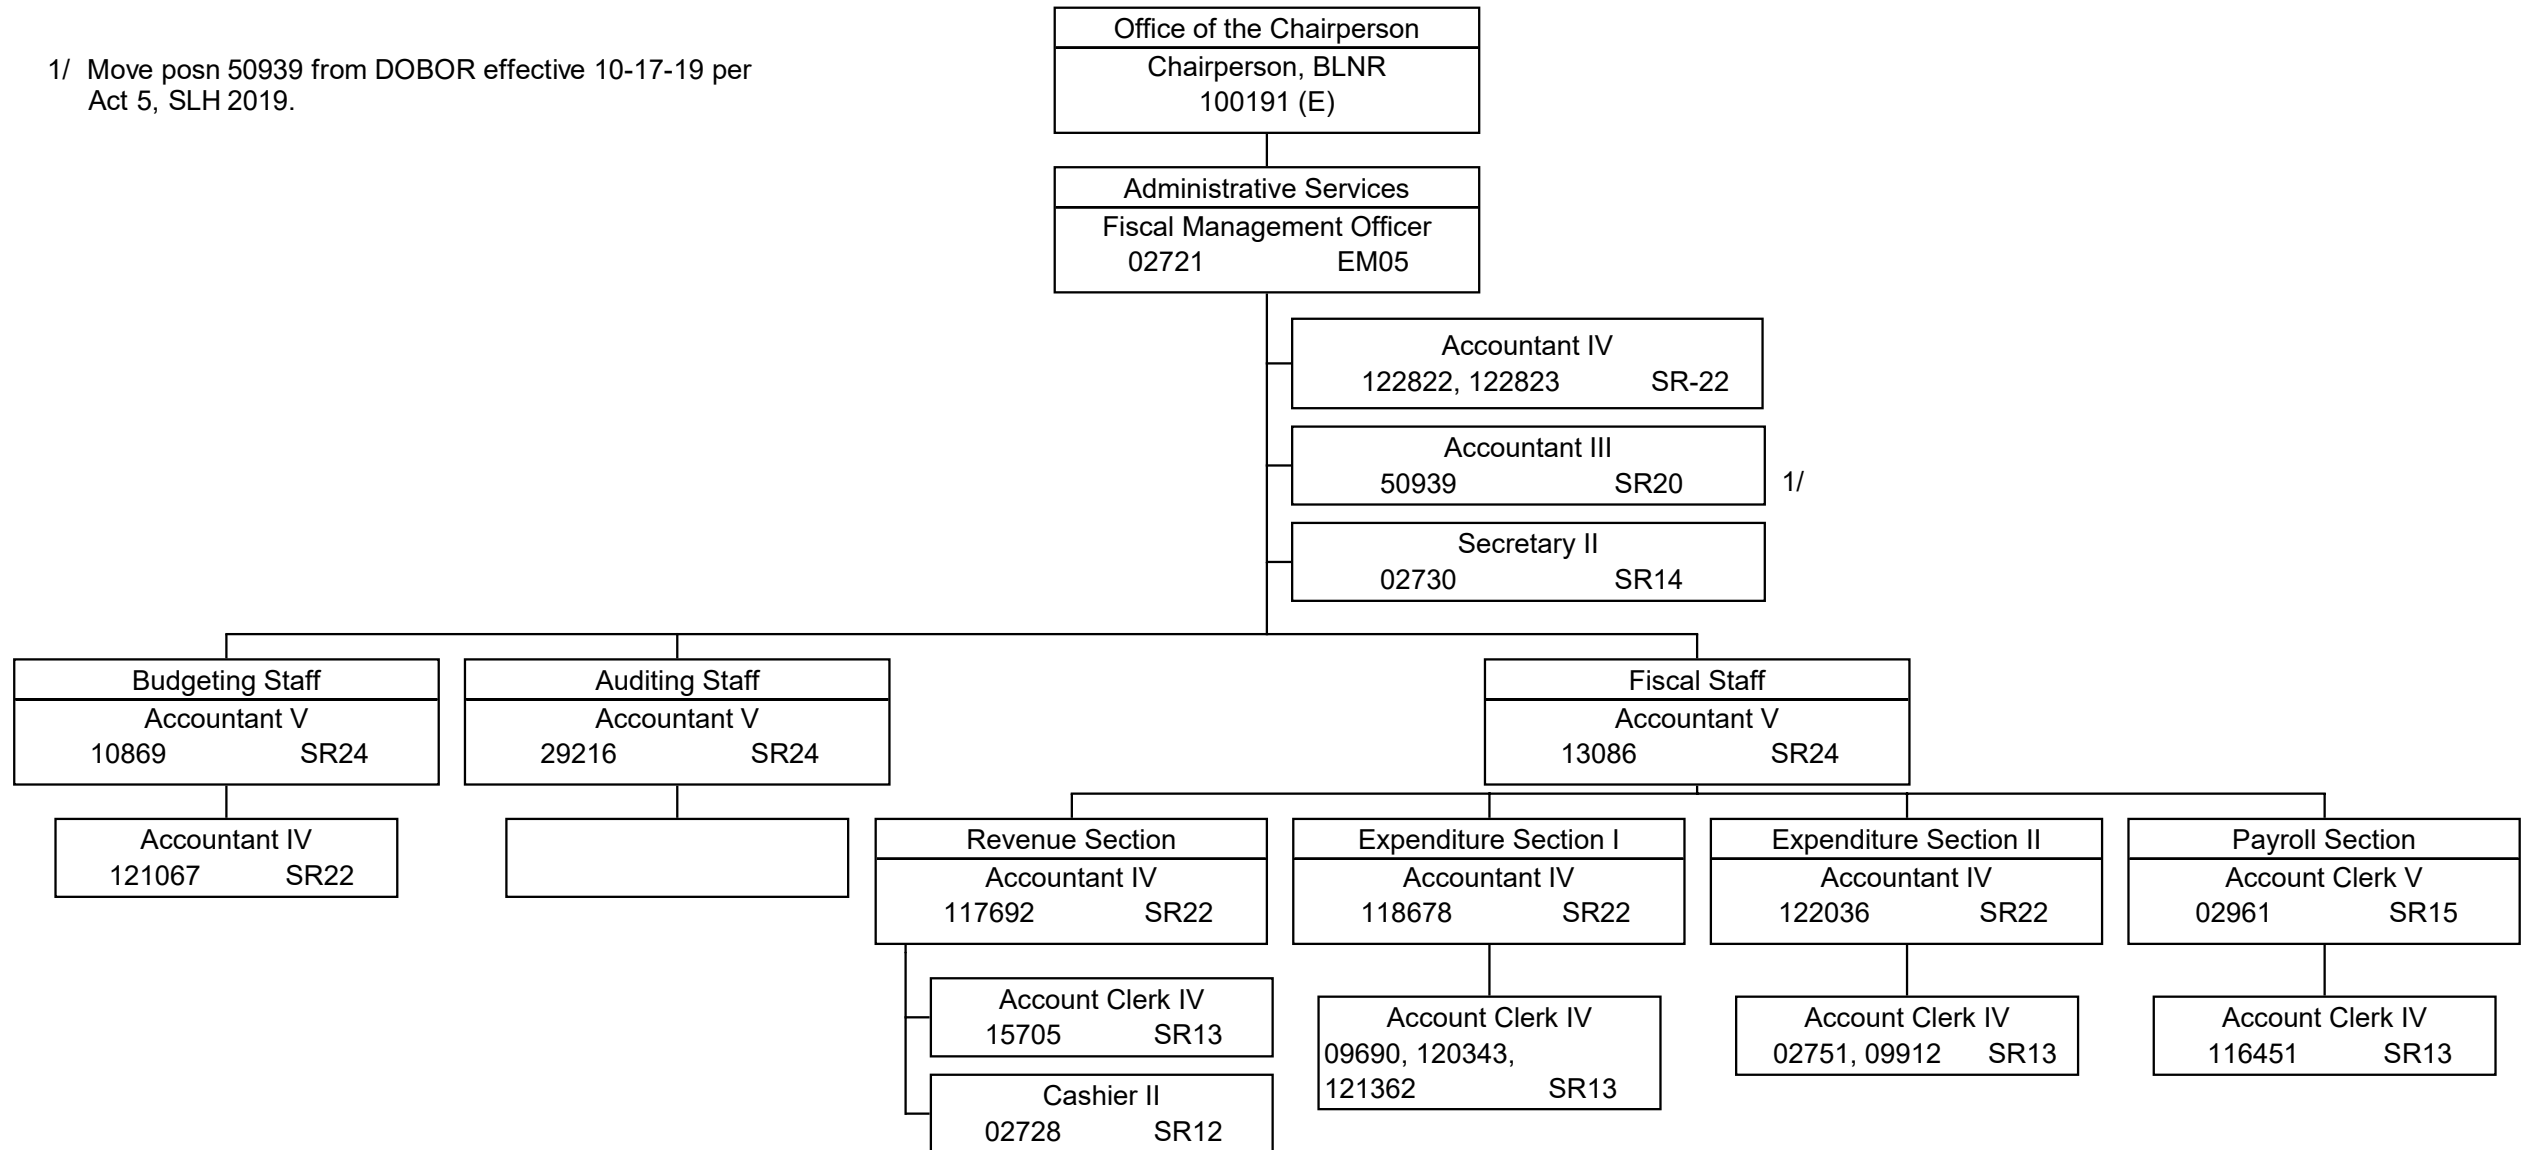 Office of the Chairperson
Chairperson, BLNR
100191 (E)
1/ Move posn 50939 from DOBOR effective 10-17-19 per
Act 5, SLH 2019.
Administrative Services
Fiscal Management Officer
02721 EM05
Accountant IV
122822, 122823 SR-22
Accountant III
50939 SR20 1/
Secretary II
02730 SR14
Budgeting Staff
Accountant V
10869 SR24
Accountant IV
121067 SR22
Auditing Staff
Accountant V
29216 SR24
Fiscal Staff
Accountant V
13086 SR24
Revenue Section
Accountant IV
117692 SR22
Account Clerk IV
15705 SR13
Cashier II
02728 SR12
Expenditure Section I
Accountant IV
118678 SR22
Account Clerk IV
09690, 120343,
121362 SR13
Expenditure Section II
Accountant IV
122036 SR22
Account Clerk IV
02751, 09912 SR13
Payroll Section
Account Clerk V
02961 SR15
Account Clerk IV
116451 SR13